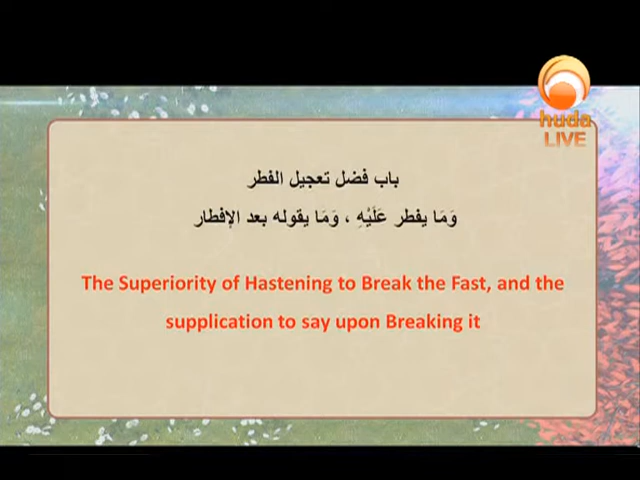 huda
LIVE
باب فضل تعجيل الفطر
وَمَا يفطر عَلَيْهِ ، وَمَا يقوله بعد الإفطار
The Superiority of Hastening to Break the Fast, and the
supplication to say upon Breaking it